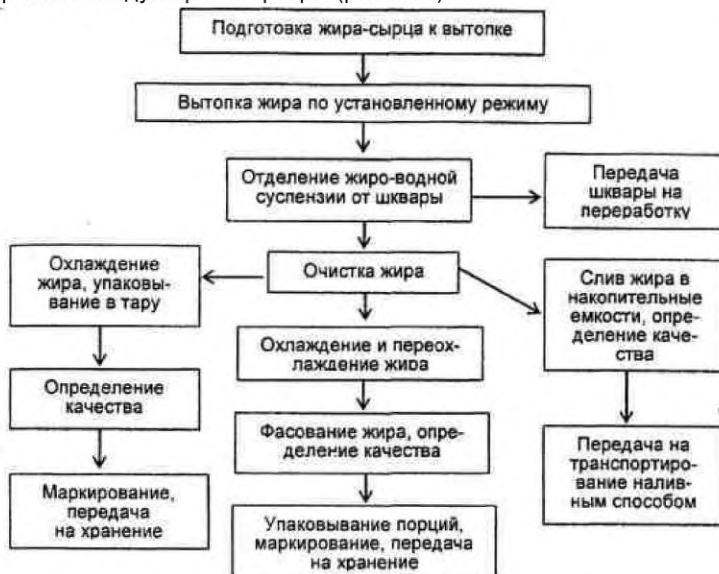 Подготовка жира-сырца к вытопке
Вытопка жира по установленному режиму
Отделение жиро-водной
суспензии от шквары
Передача
шквары на
переработку
Охлаждение
жира, упаковы-
вание в тару
Очистка жира
Слив жира в
накопительные
емкости, опре-
деление каче-
ства
Охлаждение и переох-
лаждение жира
Определение
качества
Фасование жира, опре-
деление качества
Передача на
транспортиро-
вание налив-
ным способом
Маркирование,
передача
на хранение
Упаковывание порций,
маркирование, передача
на хранение